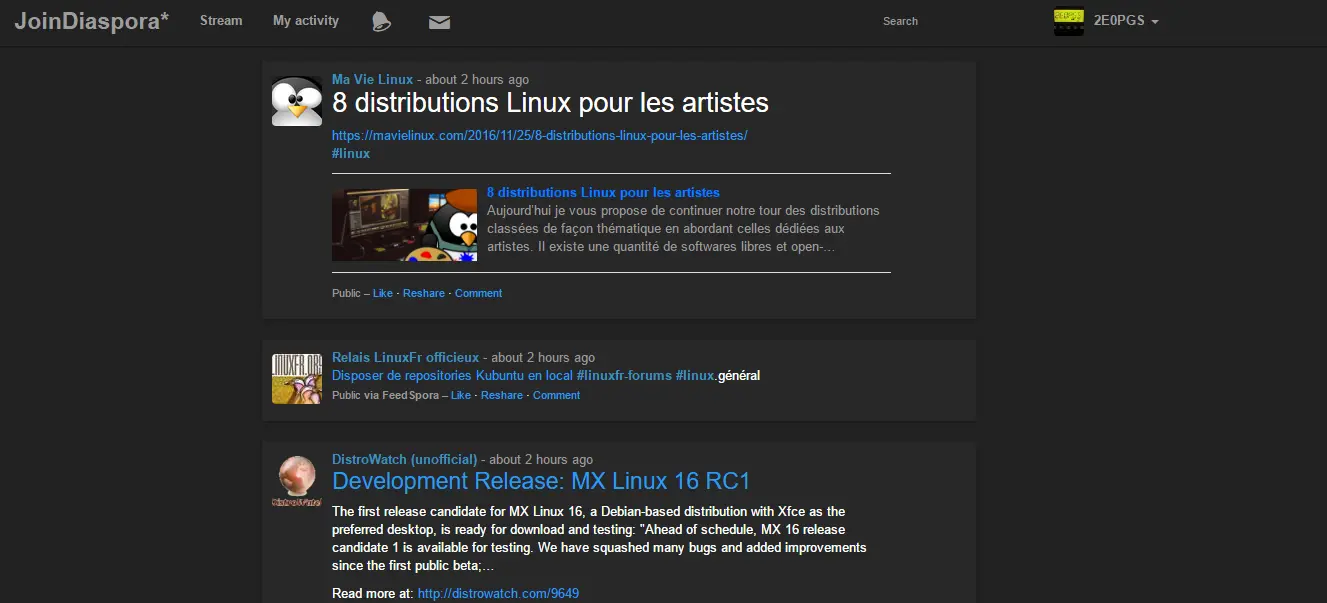 JoinDiaspora* Stream My activity Search 2E0PGS
Ma Vie Linux - about 2 hours ago
8 distributions Linux pour les artistes
https://mavielinux.com/2016/11/25/8-distributions-linux-pour-les-artistes/
#linux
8 distributions Linux pour les artistes
Aujourd'hui je vous propose de continuer notre tour des distributions
classées de façon thématique en abordant celles dédiées aux
artistes. Il existe une quantité de softwares libres et open-...
Public – Like · Reshare · Comment
Relais LinuxFr officieux - about 2 hours ago
Disposer de repositories Kubuntu en local #linuxfr-forums #linux.général
Public via FeedSpora – Like · Reshare · Comment
DistroWatch (unofficial) - about 2 hours ago
Development Release: MX Linux 16 RC1
The first release candidate for MX Linux 16, a Debian-based distribution with Xfce as the
preferred desktop, is ready for download and testing: "Ahead of schedule, MX 16 release
candidate 1 is available for testing. We have squashed many bugs and added improvements
since the first public beta;...
Read more at: http://distrowatch.com/9649